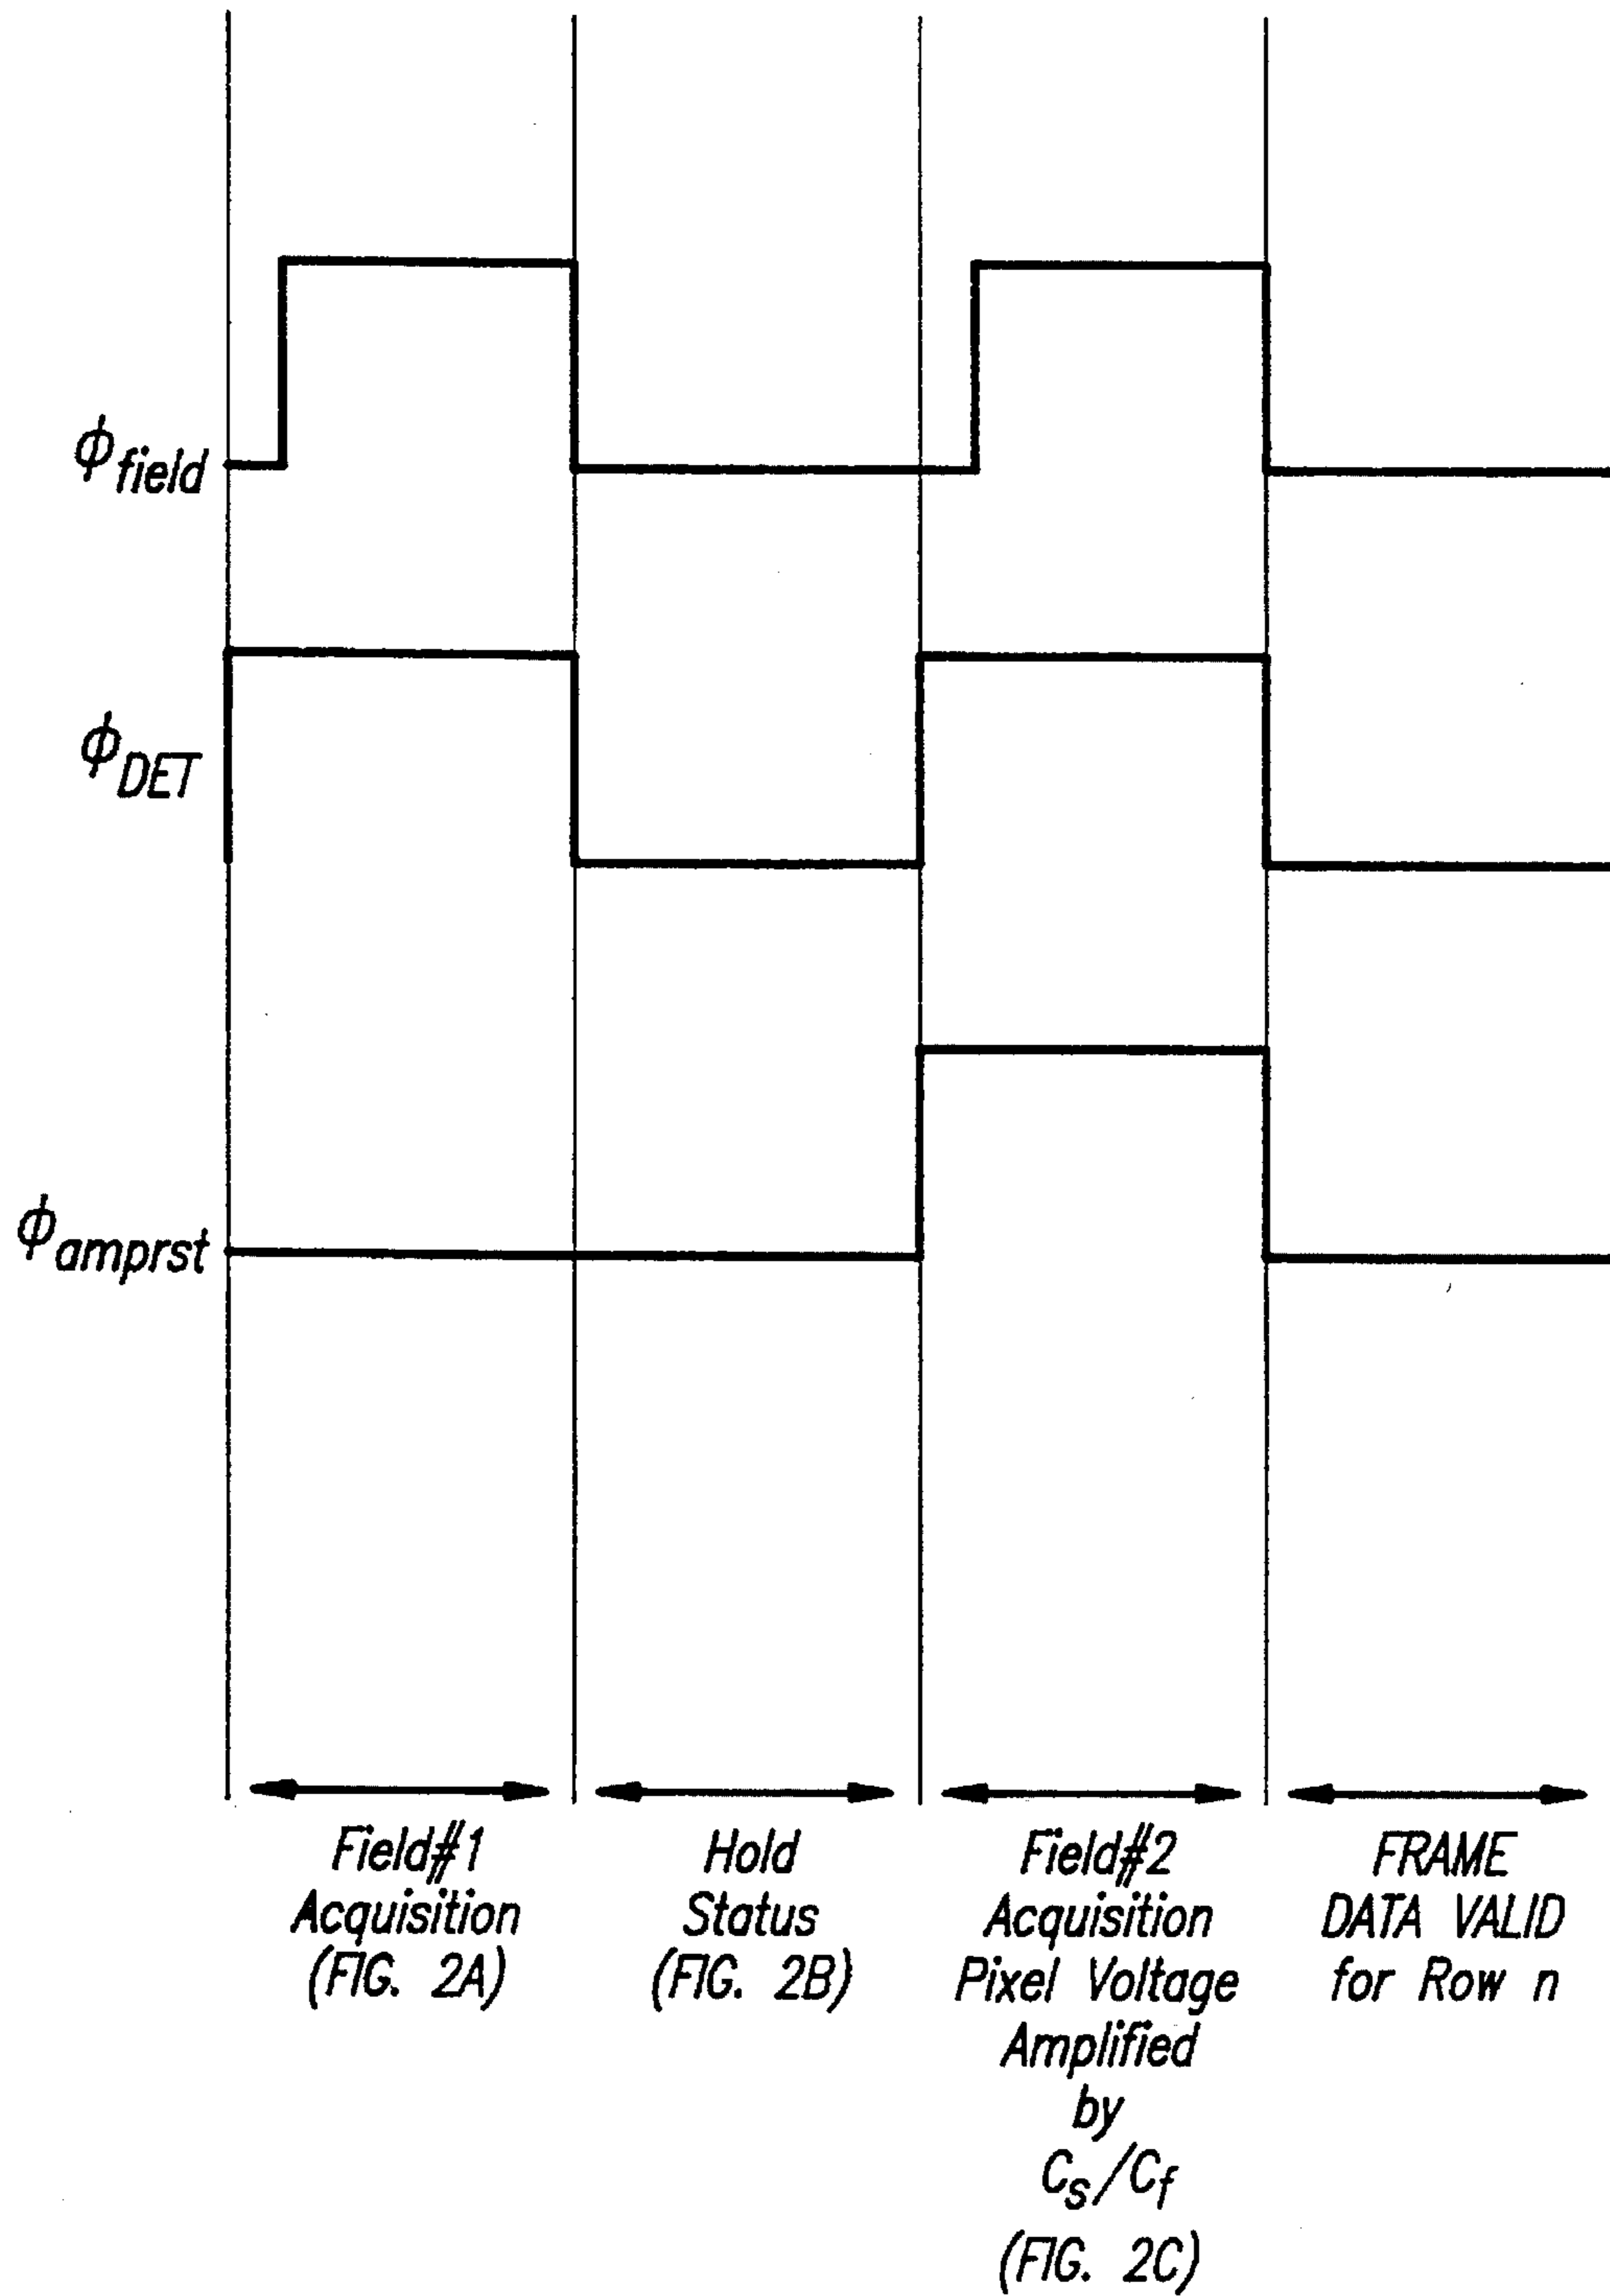 ϕfield
ϕDET
ϕamprst
Field#1
Acquisition
(FIG. 2A)
Hold
Status
(FIG. 2B)
Field#2
Acquisition
Pixel Voltage
Amplified
by
Cs/Cf
(FIG. 2C)
FRAME
DATA VALID
for Row n